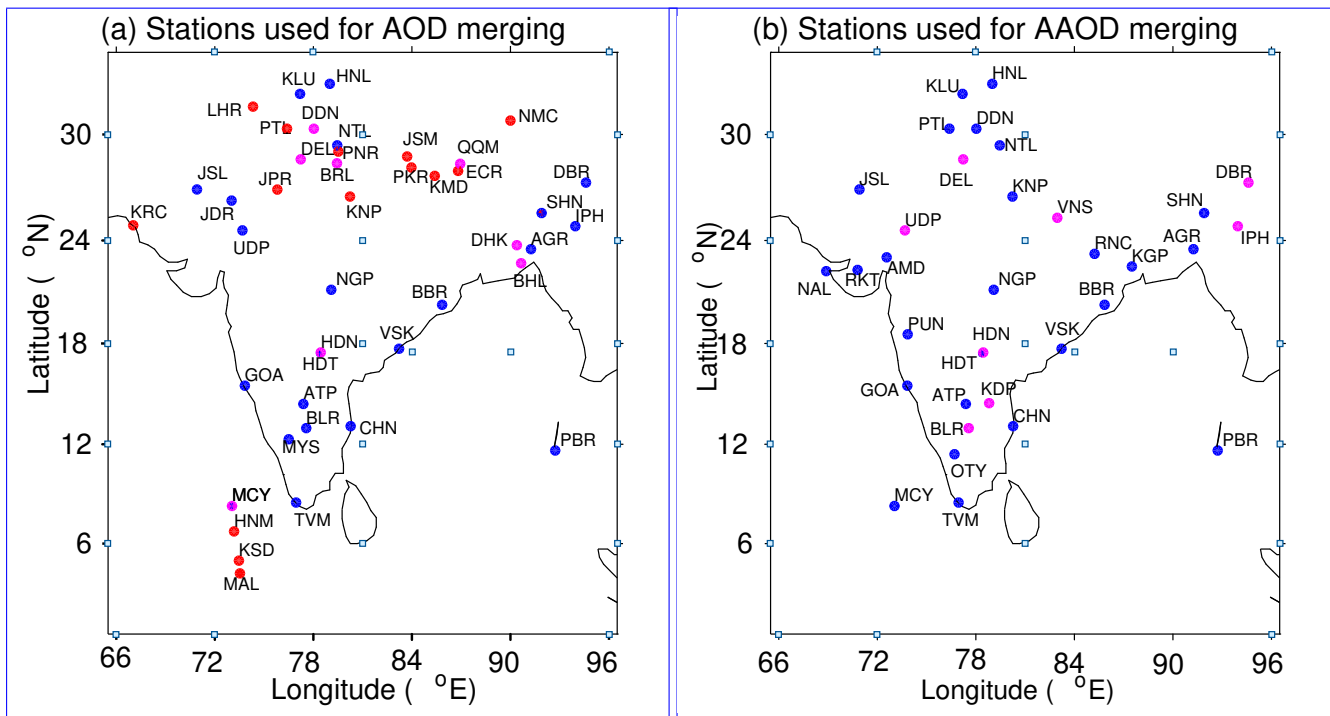 (a) Stations used for AOD merging
KLU
HNL
LHR
DDN
PTL
NTL
NMC
DEL
PNR
JSM
QQM
BRL
JSL
JPR
PKR
KMD
ECR
DBR
KNP
KRC
JDR
SHN
IPH
UDP
DHK
AGR
BHL
NGP
BBR
HDN
VSK
HDT
GOA
ATP
BLR
CHN
MYS
PBR
MCY
HNM
TVM
KSD
MAL
30
24
18
12
6
Latitude ( °N)
66 72 78 84 90 96
Longitude ( °E)
(b) Stations used for AAOD merging
HNL
KLU
PTL
DDN
NTL
DEL
DBR
JSL
KNP
VNS
SHN
UDP
IPH
RNC
AGR
AMD
KGP
NAL
RKT
NGP
BBR
PUN
HDN
VSK
HDT
GOA
ATP
KDP
CHN
BLR
PBR
OTY
MCY
TVM
30
24
18
12
6
Latitude ( °N)
66 72 78 84 90 96
Longitude ( °E)